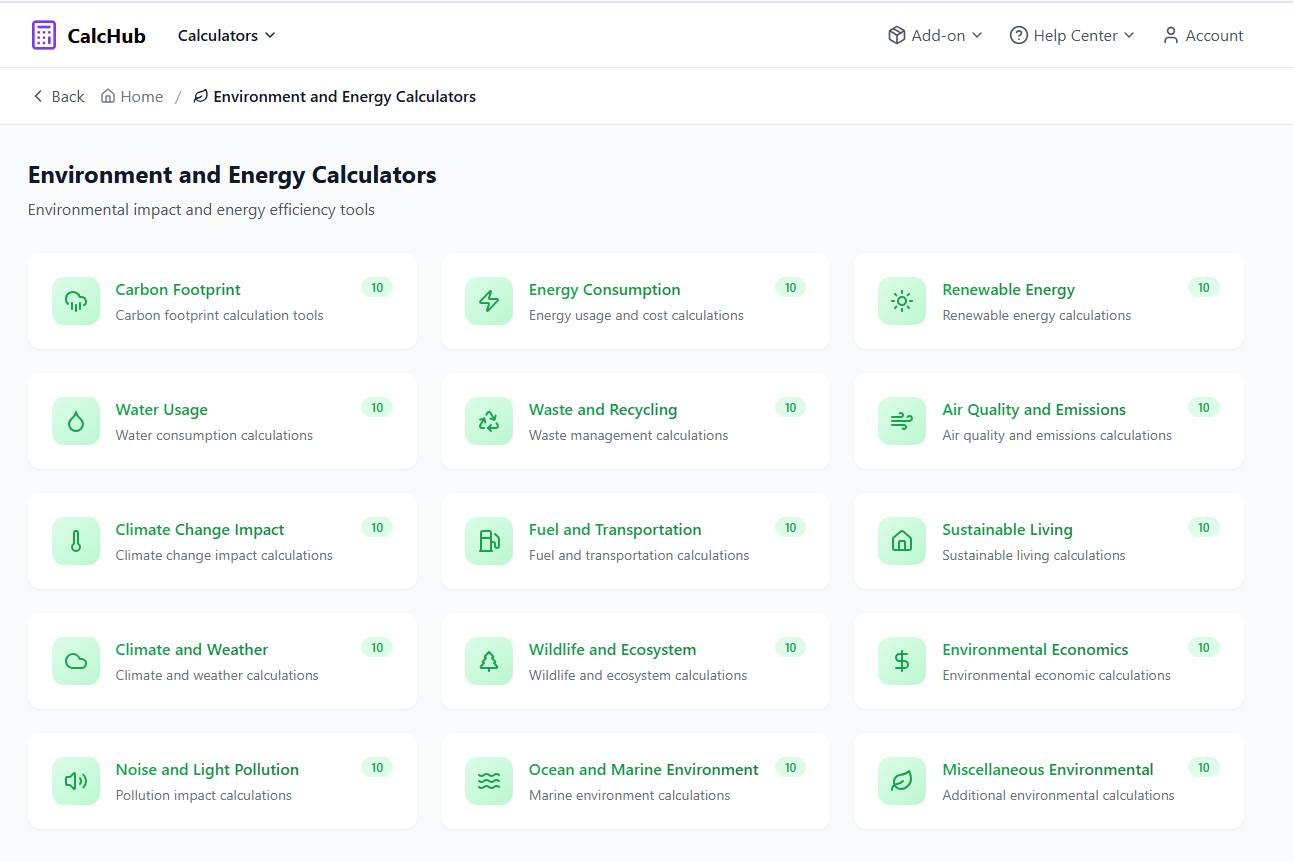 CalcHub Calculators Add-on Help Center Account
Back Home / Environment and Energy Calculators
Environment and Energy Calculators
Environmental impact and energy efficiency tools
Carbon Footprint 10
Carbon footprint calculation tools
Energy Consumption 10
Energy usage and cost calculations
Renewable Energy 10
Renewable energy calculations
Water Usage 10
Water consumption calculations
Waste and Recycling 10
Waste management calculations
Air Quality and Emissions 10
Air quality and emissions calculations
Climate Change Impact 10
Climate change impact calculations
Fuel and Transportation 10
Fuel and transportation calculations
Sustainable Living 10
Sustainable living calculations
Climate and Weather 10
Climate and weather calculations
Wildlife and Ecosystem 10
Wildlife and ecosystem calculations
Environmental Economics 10
Environmental economic calculations
Noise and Light Pollution 10
Pollution impact calculations
Ocean and Marine Environment 10
Marine environment calculations
Miscellaneous Environmental 10
Additional environmental calculations